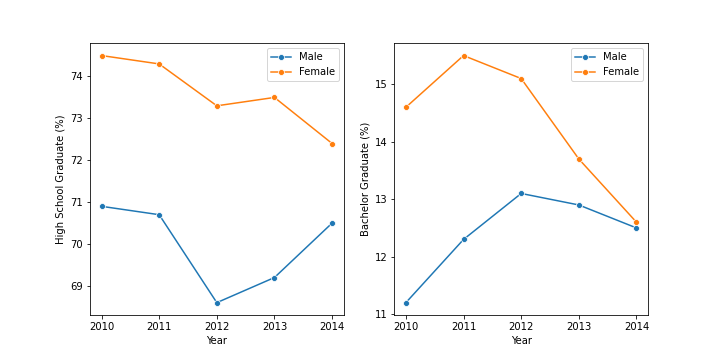 High School Graduate (%)
74
73
72
71
70
69
Male
Female
2010 2011 2012 2013 2014
Year
Bachelor Graduate (%)
15
14
13
12
11
Male
Female
2010 2011 2012 2013 2014
Year